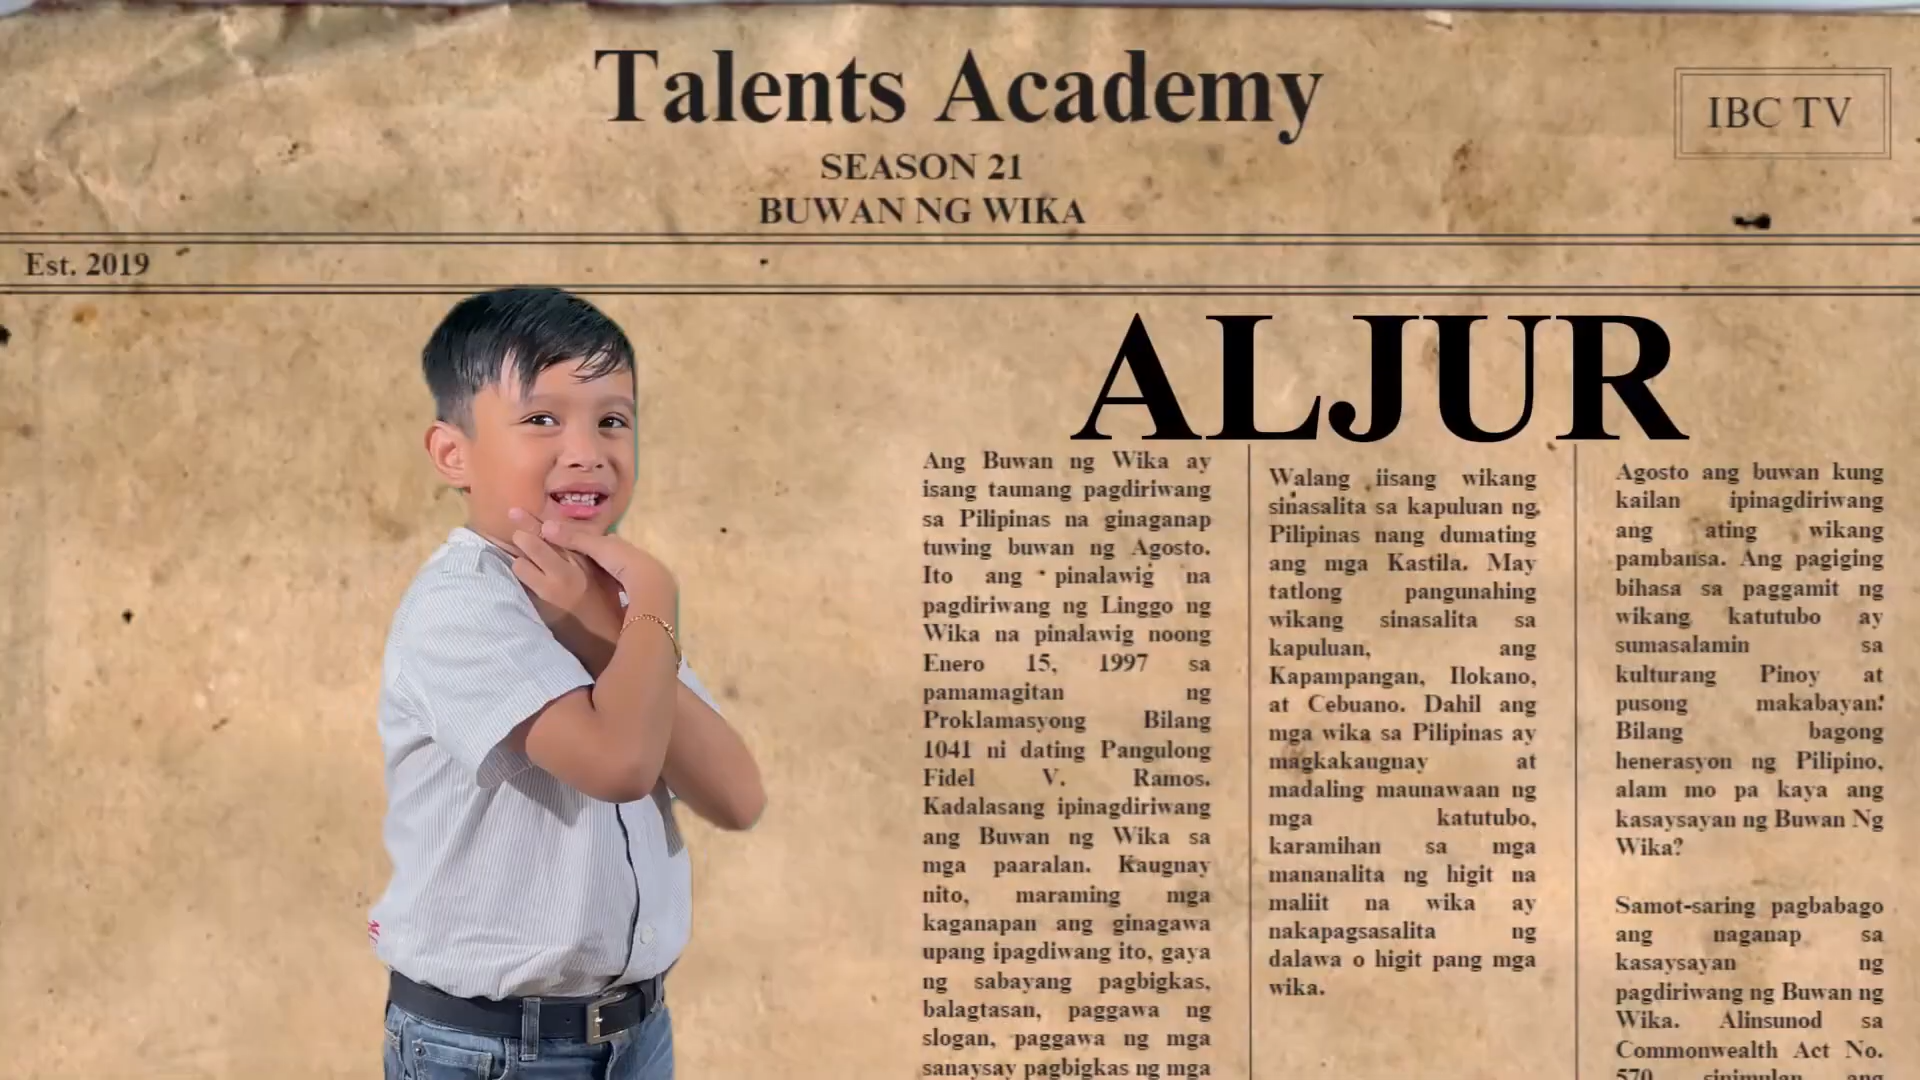 Talents Academy
IBC TV
SEASON 21
BUWAN NG WIKA
Est. 2019
ALJUR
Ang Buwan ng Wika ay
isang taunang pagdiriwang
sa Pilipinas na ginaganap
tuwing buwan ng Agosto.
Ito ang pinalawig na
pagdiriwang ng Linggo ng
Wika na pinalawig noong
Enero 15, 1997 sa
pamamagitan ng
Proklamasyong Bilang
1041 ni dating Pangulong
Fidel V. Ramos.
Kadalasang ipinagdiriwang
ang Buwan ng Wika sa
mga paaralan. Kaugnay
nito, maraming mga
kaganapan ang ginagawa
upang ipagdiwang ito, gaya
ng sabayang pagbigkas,
balagtasan, paggawa ng
slogan, paggawa ng mga
sanaysay pagbigkas ng mga
Walang iisang wikang
sinasalita sa kapuluan ng
Pilipinas nang dumating
ang mga Kastila. May
tatlong pangunahing
wikang sinasalita sa
kapuluan, ang
Kapampangan, Ilokano,
at Cebuano. Dahil ang
mga wika sa Pilipinas ay
magkakaugnay at
madaling maunawaan ng
mga katutubo,
karamihan sa mga
mananalita ng higit na
maliit na wika ay
nakapagsasalita ng
dalawa o higit pang mga
wika.
Agosto ang buwan kung
kailan ipinagdiriwang
ang ating wikang
pambansa. Ang pagiging
bihasa sa paggamit ng
wikang katutubo ay
sumasalamin sa
kulturang Pinoy at
pusong makabayan.
Bilang bagong
henerasyon ng Pilipino,
alam mo pa kaya ang
kasaysayan ng Buwan Ng
Wika?
Samot-saring pagbabago
ang naganap sa
kasaysayan ng
pagdiriwang ng Buwan ng
Wika. Alinsunod sa
Commonwealth Act No.
570 sinimulan ang